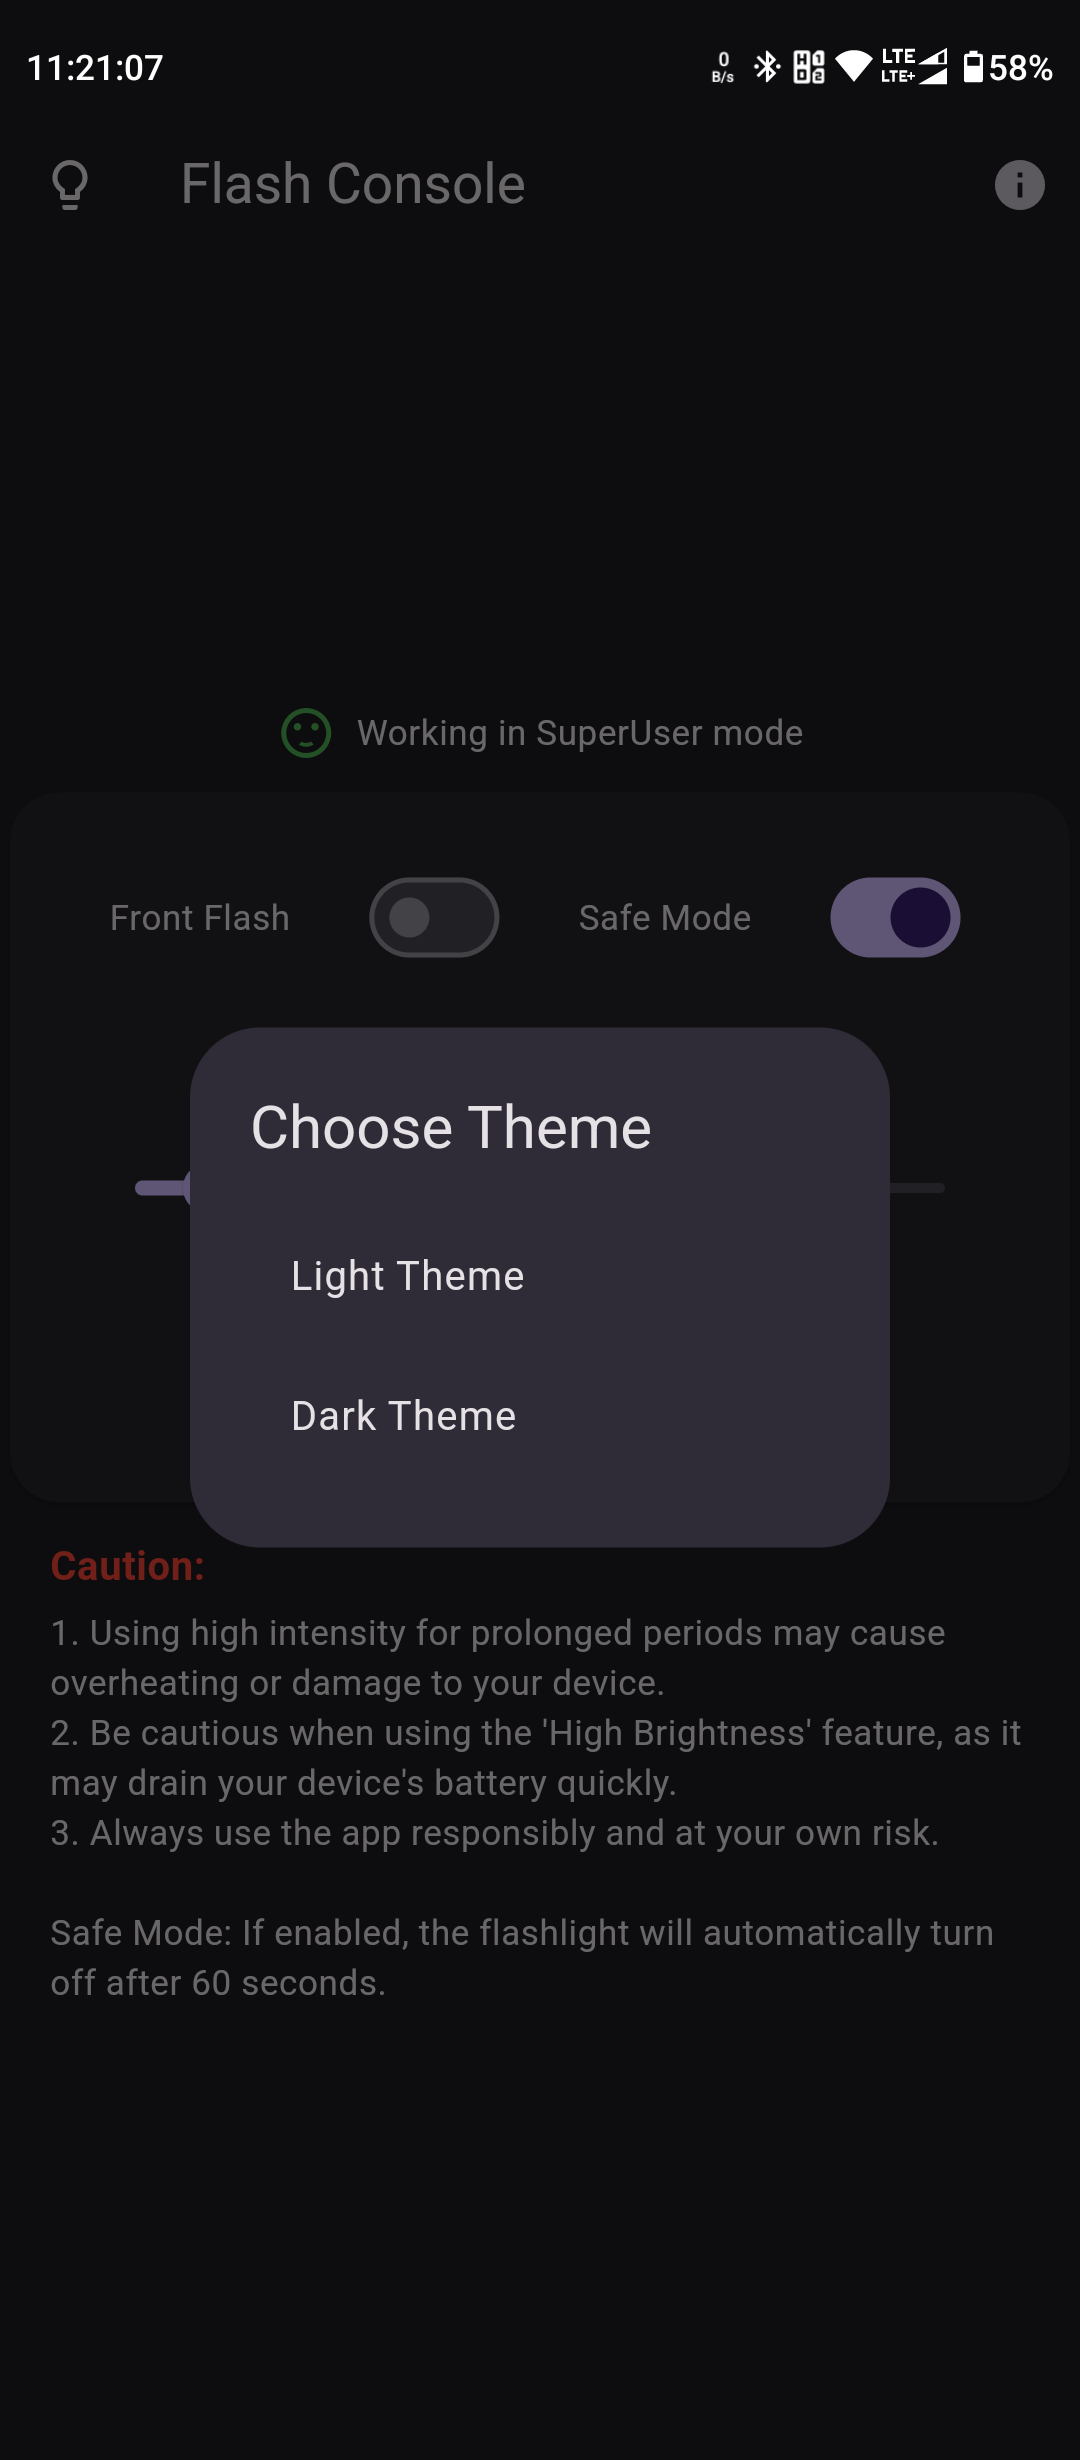 11:21:07
0
B/s
LTE
LTE+
58%
Flash Console
Working in SuperUser mode
Front Flash
Safe Mode
Choose Theme
Light Theme
Dark Theme
Caution:
1. Using high intensity for prolonged periods may cause
overheating or damage to your device.
2. Be cautious when using the 'High Brightness' feature, as it
may drain your device's battery quickly.
3. Always use the app responsibly and at your own risk.
Safe Mode: If enabled, the flashlight will automatically turn
off after 60 seconds.